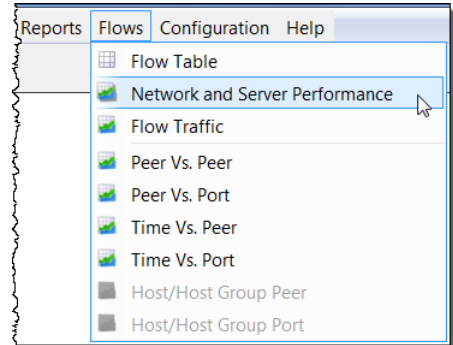 Reports Flows Configuration Help
Flow Table
Network and Server Performance
Flow Traffic
Peer Vs. Peer
Peer Vs. Port
Time Vs. Peer
Time Vs. Port
Host/Host Group Peer
Host/Host Group Port